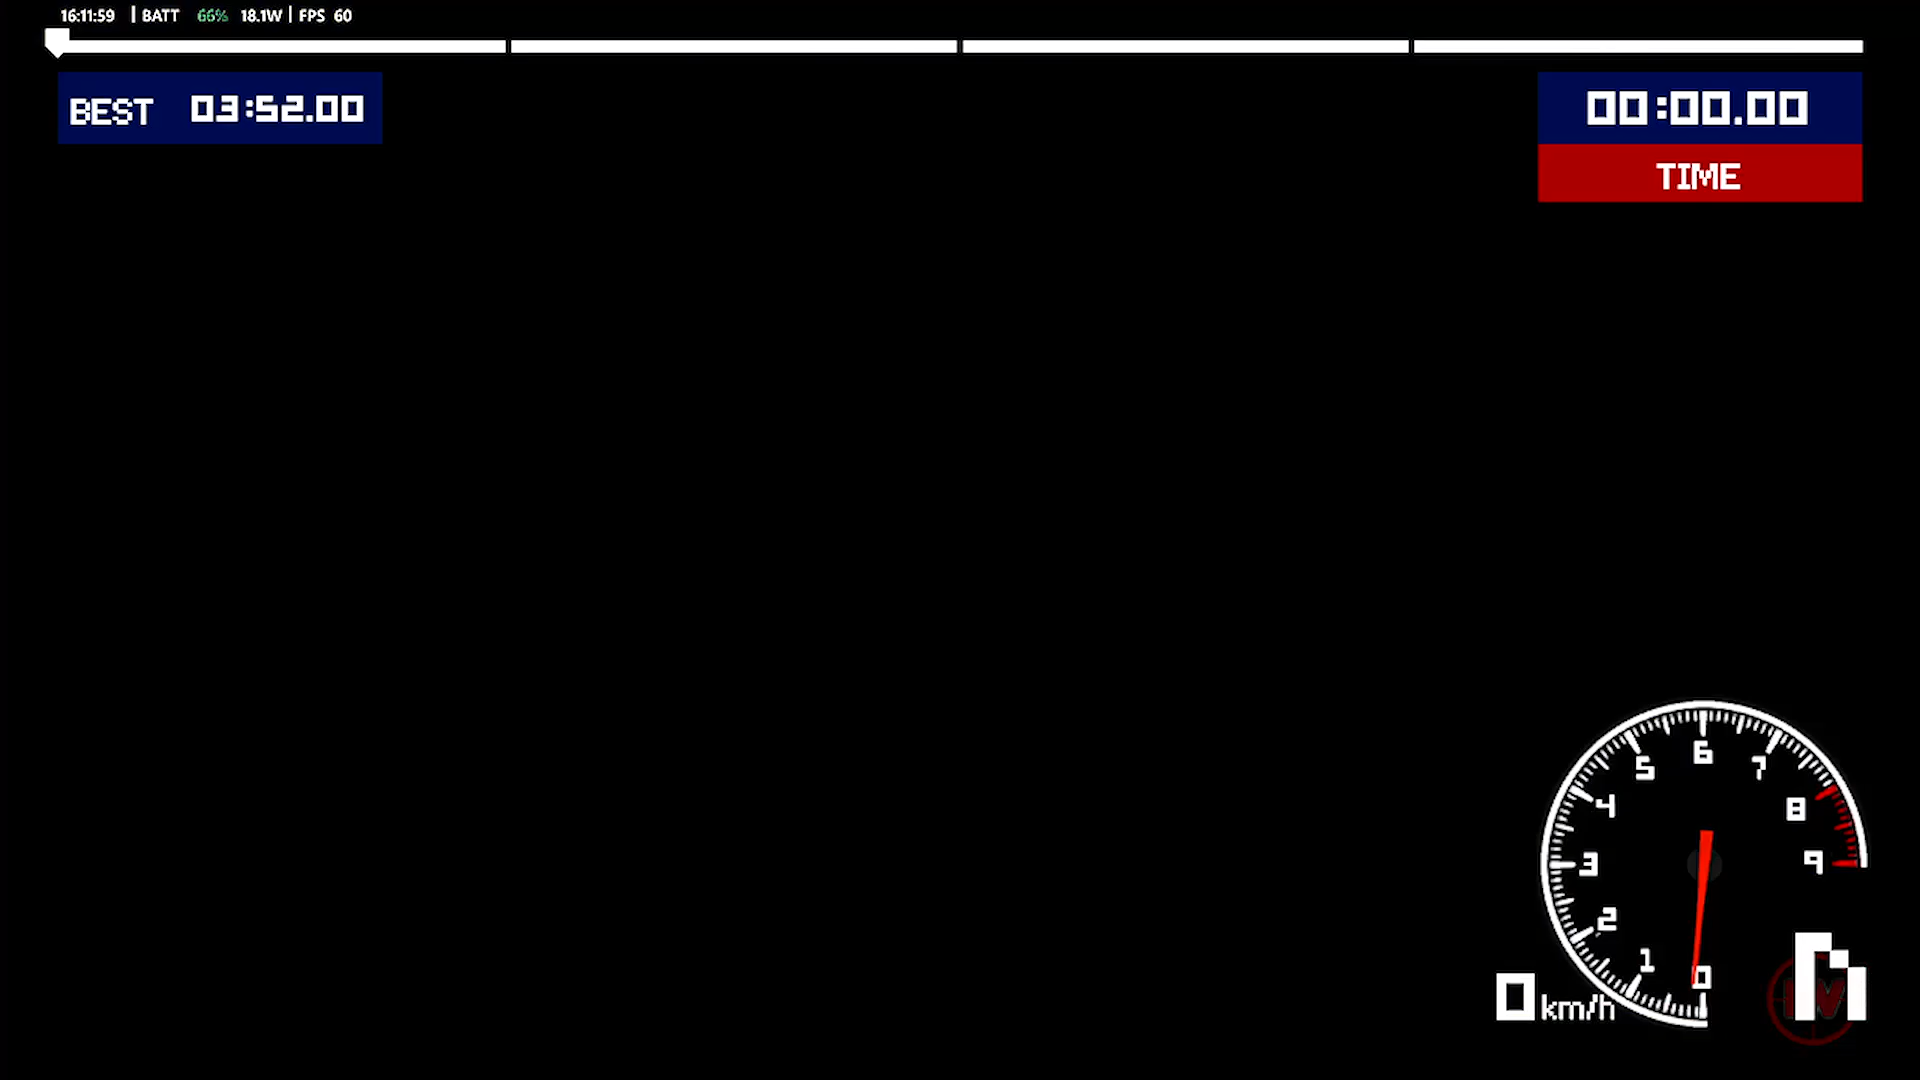 16:11:59 | BATT 66% 18.1W | FPS 60
BEST 03:52.00
00:00.00
TIME
0 1 2 3 4 5 6 7 8 9
0 km/h
n